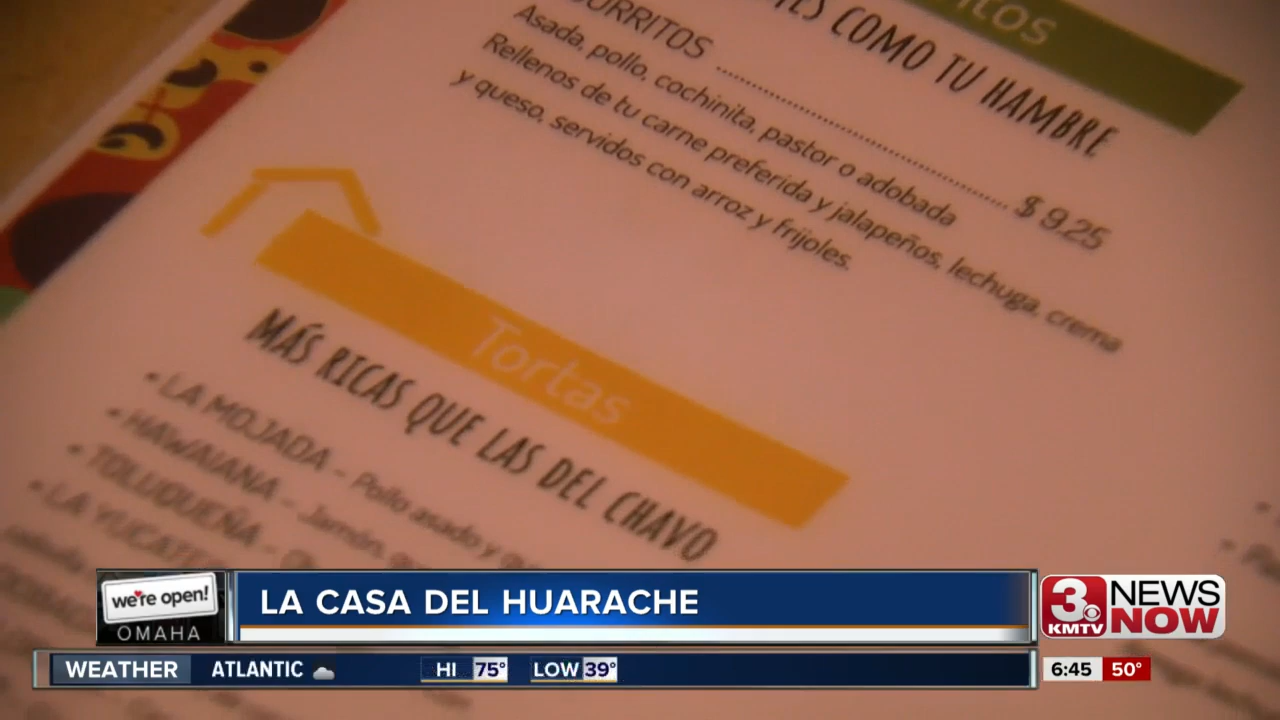 BURRITOS $ 9.25
COMO TU HAMBRE
Asada, pollo, cochinita, pastor o adobada
Rellenos de tu carne preferida y jalapeños, lechuga, crema
y queso, servidos con arroz y frijoles.
Tortas
MÁS RICAS QUE LAS DEL CHAVO
• LA MOJADA - Pollo asado y
• HAWAIANA - Jamón,
• TOLUQUEÑA -
• LA
we're open!
OMAHA
LA CASA DEL HUARACHE
3 KMTV NEWS NOW
WEATHER ATLANTIC HI 75° LOW 39°
6:45 50°